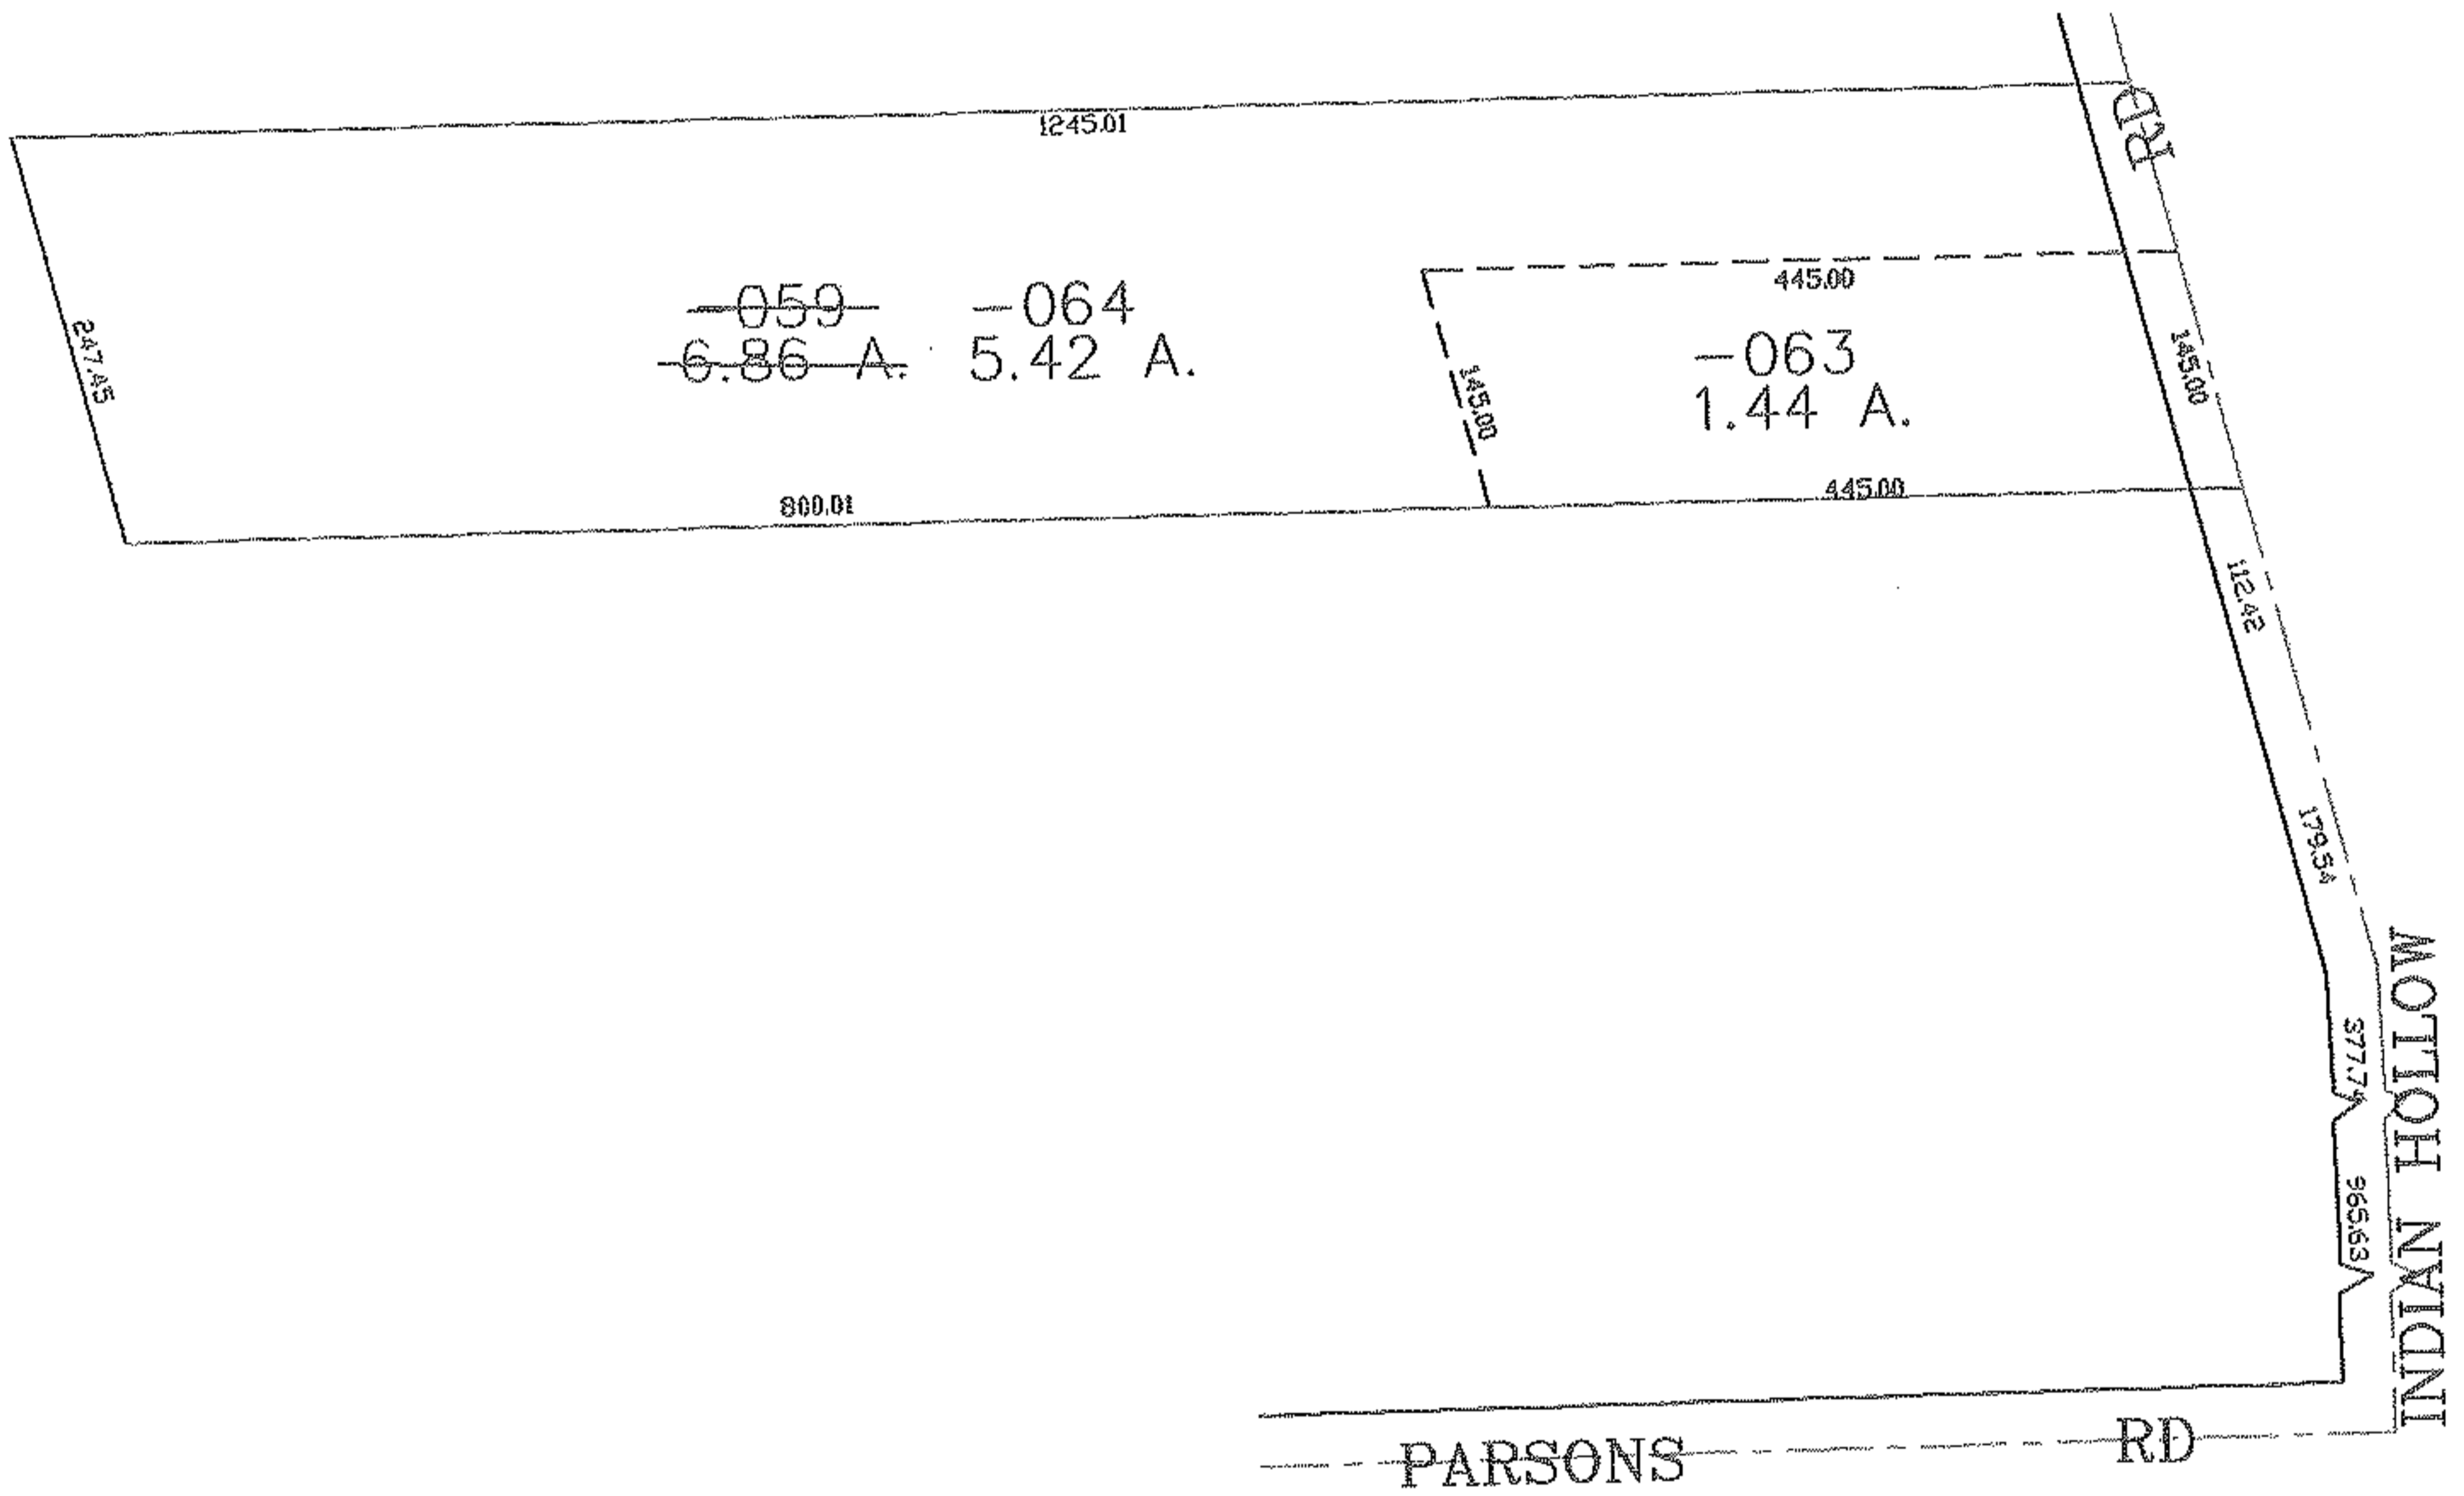 RD
1245.01
445.00
-059- -064
-6.86 A. 5.42 A.
247.45
145.00
-063
1.44 A.
145.00
800.01
445.00
112.42
179.54
377.74
965.63
INDIAN HOLLOW
PARSONS RD